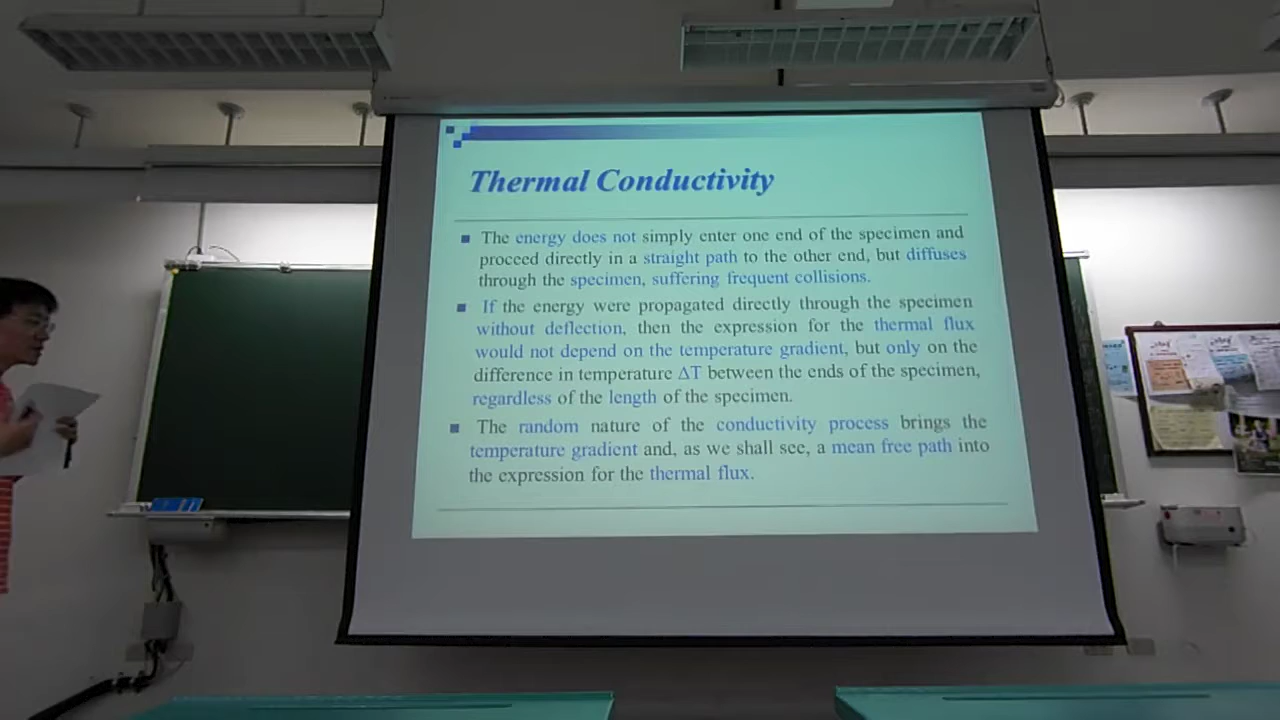 Thermal Conductivity
The energy does not simply enter one end of the specimen and
proceed directly in a straight path to the other end, but diffuses
through the specimen, suffering frequent collisions.
If the energy were propagated directly through the specimen
without deflection, then the expression for the thermal flux
would not depend on the temperature gradient, but only on the
difference in temperature ΔT between the ends of the specimen,
regardless of the length of the specimen.
The random nature of the conductivity process brings the
temperature gradient and, as we shall see, a mean free path into
the expression for the thermal flux.